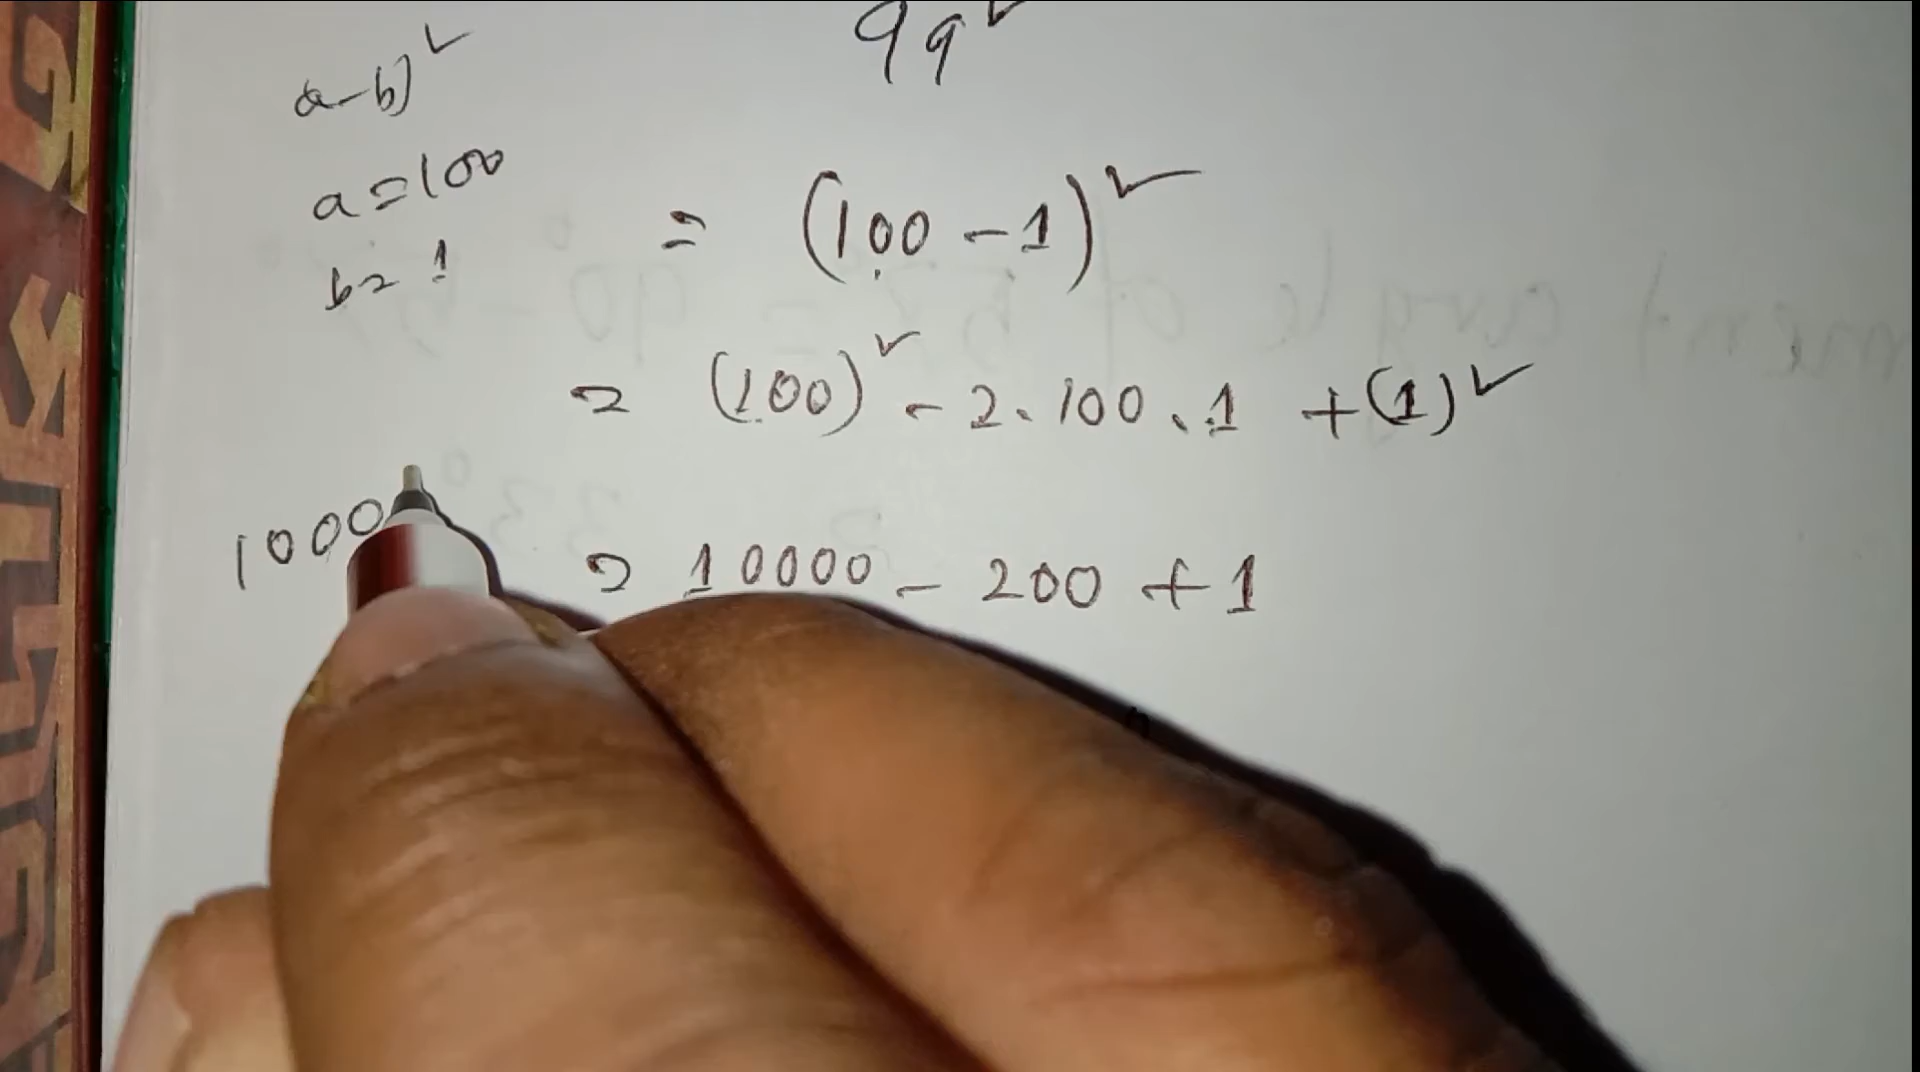 99²
a-b)²
a=100
b= 1
= (100 - 1)²
= (100)² - 2. 100 . 1 + (1)²
1000
= 10000 - 200 + 1